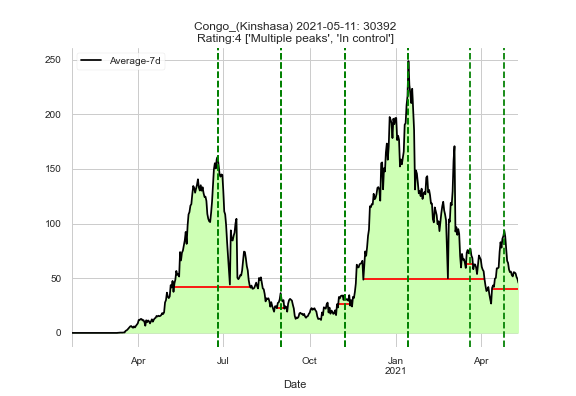 Congo_(Kinshasa) 2021-05-11: 30392
Rating:4 ['Multiple peaks', 'In control']
Average-7d
250
200
150
100
50
0
Apr
Jul
Oct
Jan
2021
Apr
Date